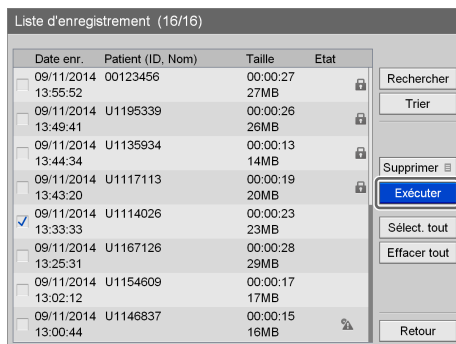 Liste d'enregistrement (16/16)
Date enr. Patient (ID, Nom) Taille Etat
09/11/2014 00123456 00:00:27
13:55:52 27MB
09/11/2014 U1195339 00:00:26
13:49:41 26MB
09/11/2014 U1135934 00:00:13
13:44:34 14MB
09/11/2014 U1117113 00:00:19
13:43:20 20MB
09/11/2014 U1114026 00:00:23
13:33:33 23MB
09/11/2014 U1167126 00:00:28
13:25:31 29MB
09/11/2014 U1154609 00:00:17
13:02:12 17MB
09/11/2014 U1146837 00:00:15
13:00:44 16MB
Rechercher
Trier
Supprimer
Exécuter
Sélect. tout
Effacer tout
Retour